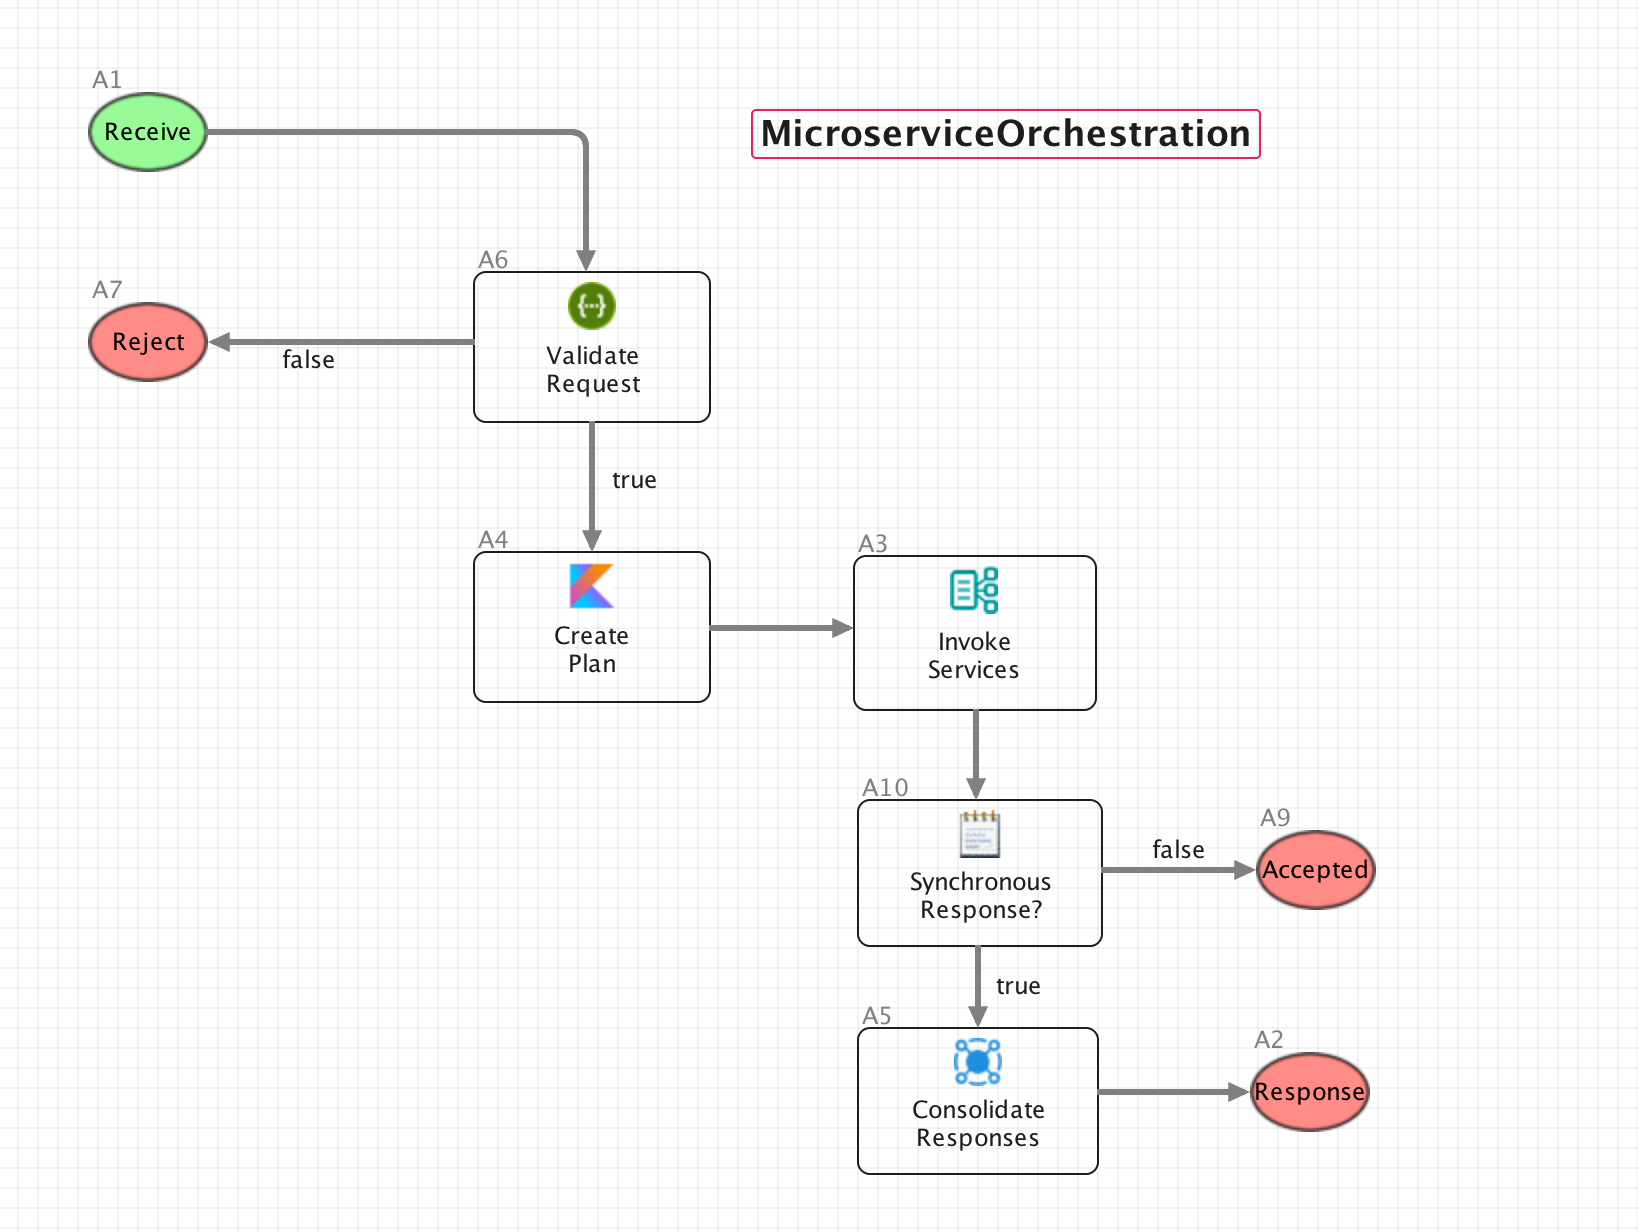 A1
Receive
MicroserviceOrchestration
A6
Validate
Request
A7
Reject
false
true
A4
Create
Plan
A3
Invoke
Services
A10
Synchronous
Response?
false
A9
Accepted
true
A5
Consolidate
Responses
A2
Response